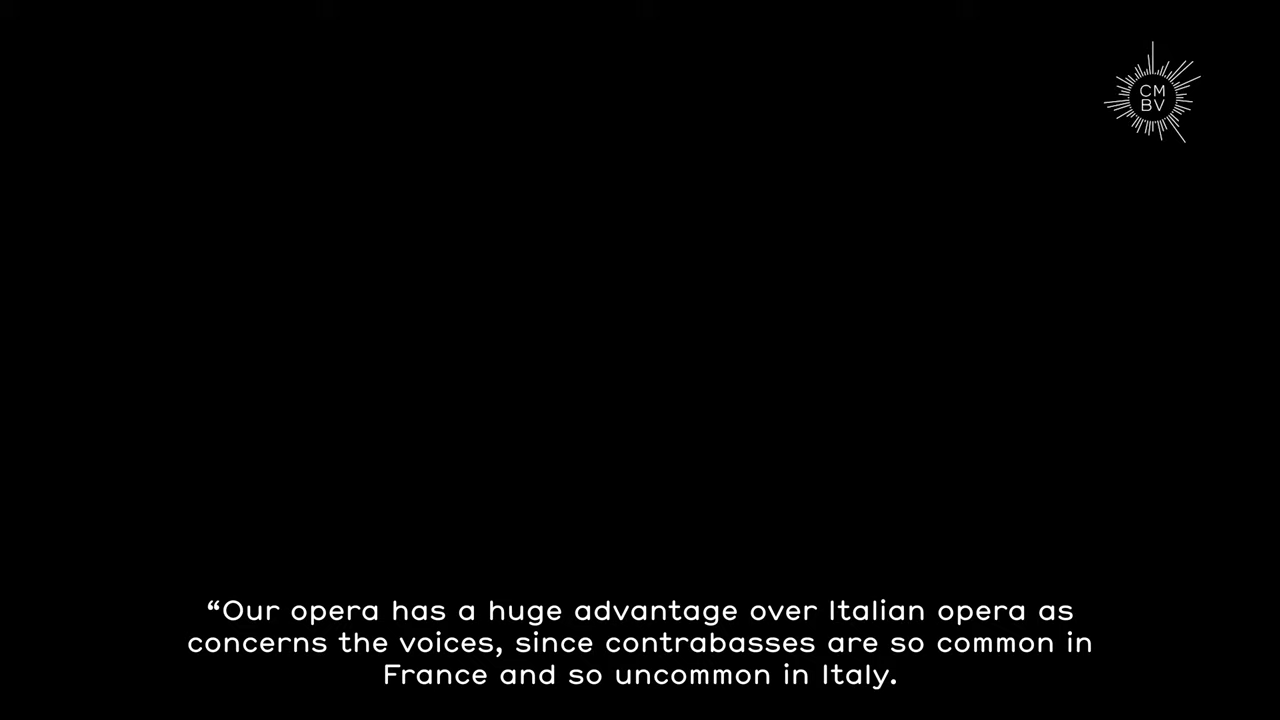 CM
BV
“Our opera has a huge advantage over Italian opera as
concerns the voices, since contrabasses are so common in
France and so uncommon in Italy.